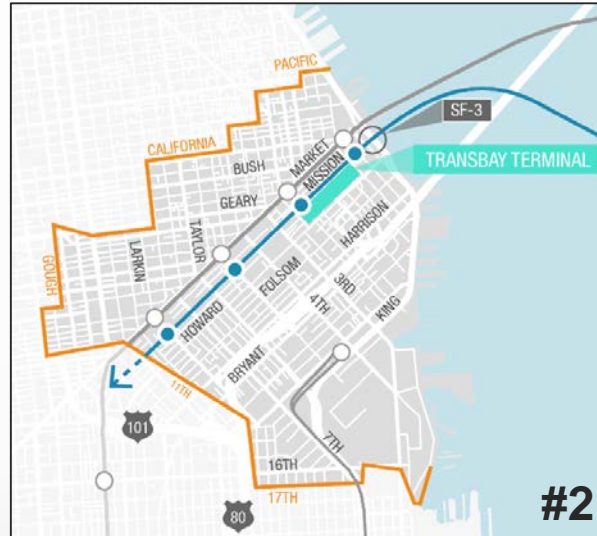 PACIFIC
SF-3
CALIFORNIA
MARKET
BUSH
MISSION
TRANSBAY TERMINAL
GEARY
HARRISON
TAYLOR
LARKIN
GOUGH
FOLSOM
3RD
4TH
KING
HOWARD
BRYANT
11TH
101
7TH
16TH
17TH
80
#2